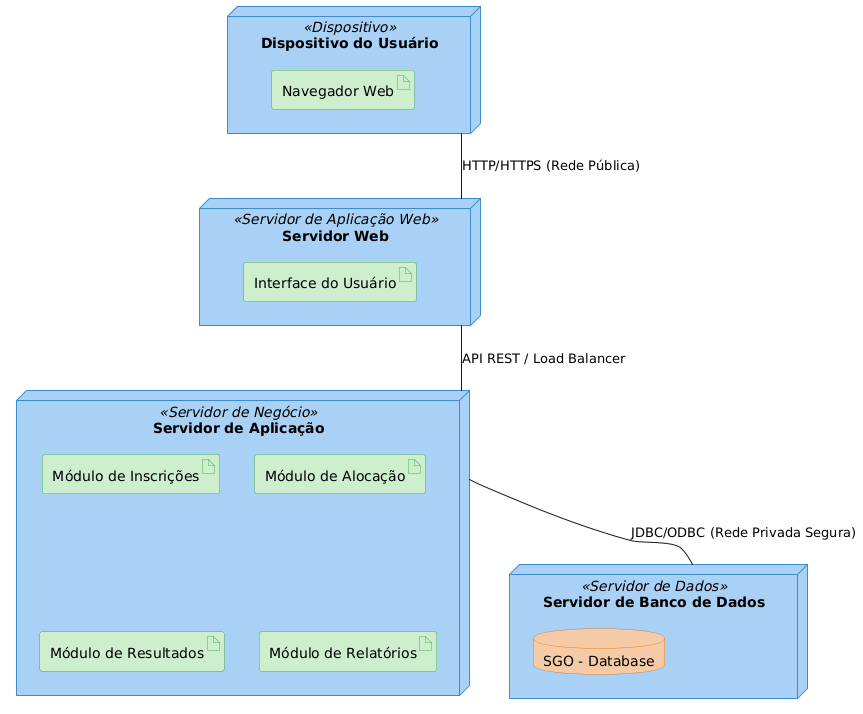 «Dispositivo»
Dispositivo do Usuário
Navegador Web
HTTP/HTTPS (Rede Pública)
«Servidor de Aplicação Web»
Servidor Web
Interface do Usuário
API REST / Load Balancer
«Servidor de Negócio»
Servidor de Aplicação
Módulo de Inscrições
Módulo de Alocação
JDBC/ODBC (Rede Privada Segura)
«Servidor de Dados»
Servidor de Banco de Dados
Módulo de Resultados
Módulo de Relatórios
SGO - Database